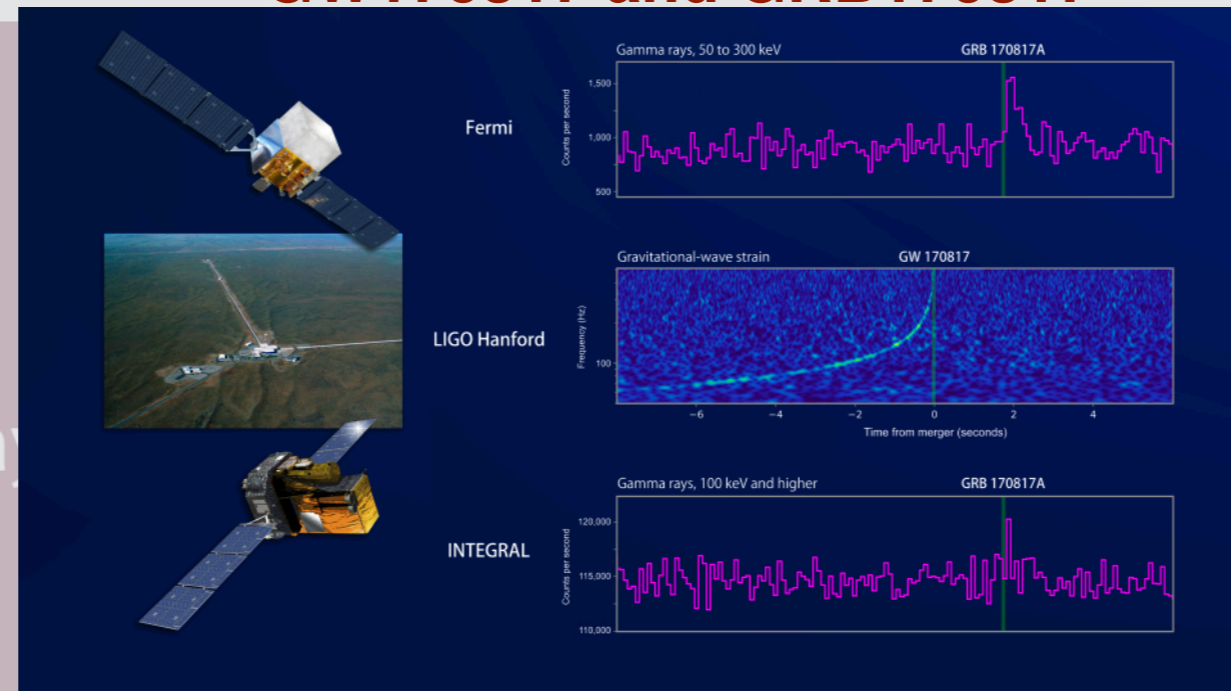 Fermi
Gamma rays, 50 to 300 keV
GRB 170817A
Counts per second
1,500
1,000
500
LIGO Hanford
Gravitational-wave strain
GW 170817
Frequency (Hz)
100
−6 −4 −2 0 2 4
Time from merger (seconds)
INTEGRAL
Gamma rays, 100 keV and higher
GRB 170817A
Counts per second
120,000
115,000
110,000